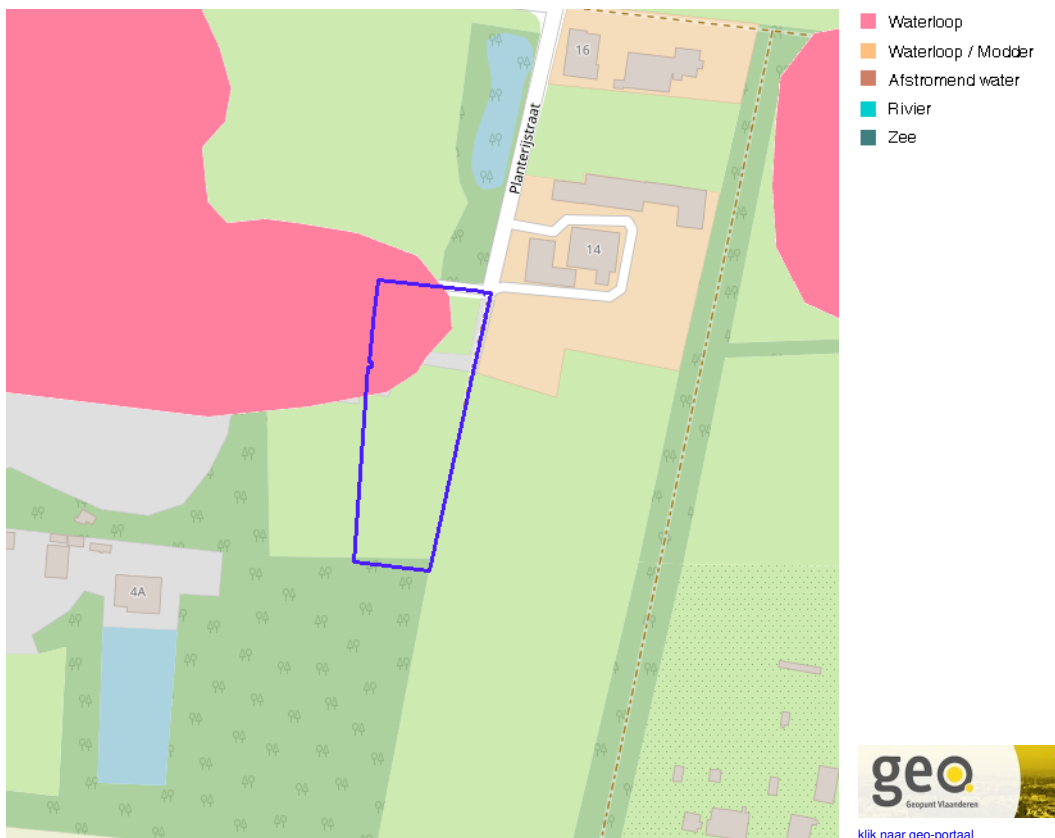 Waterloop
Waterloop / Modder
Afstromend water
Rivier
Zee
16
Planterijstraat
14
4A
geo
Geopunt Vlaanderen
klik naar geo-portaal